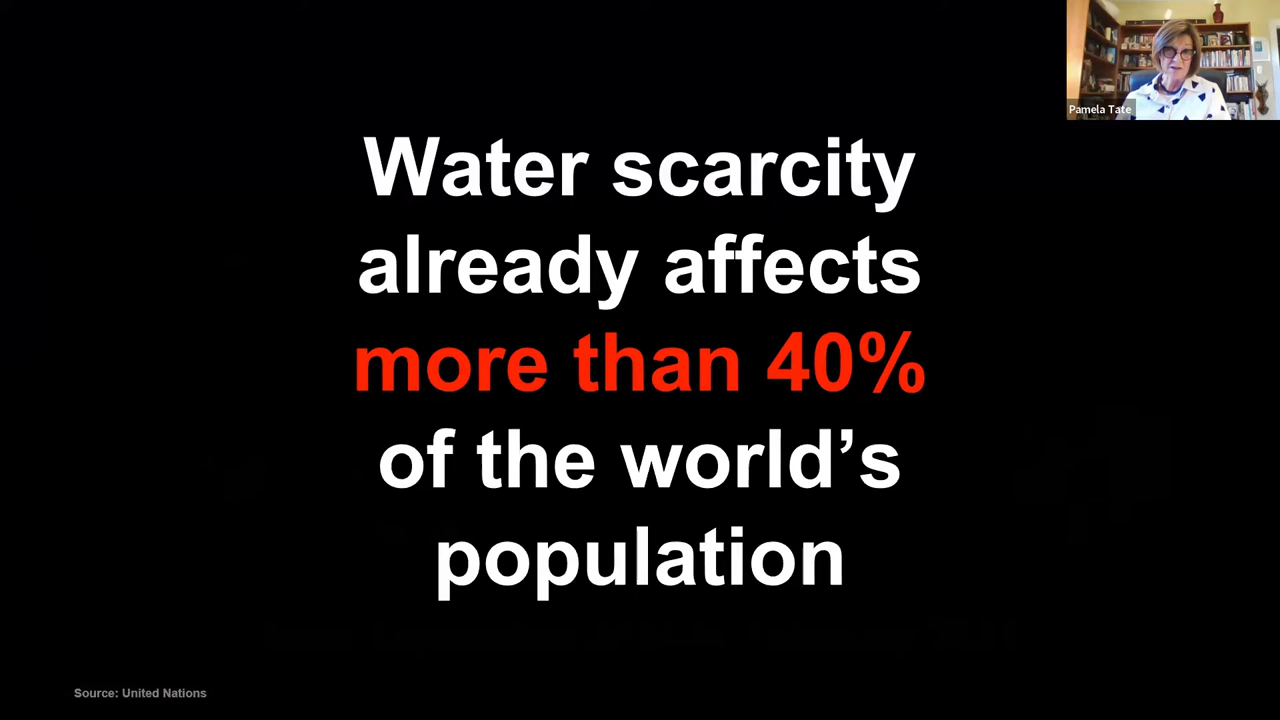 Pamela Tate
Water scarcity
already affects
more than 40%
of the world’s
population
Source: United Nations